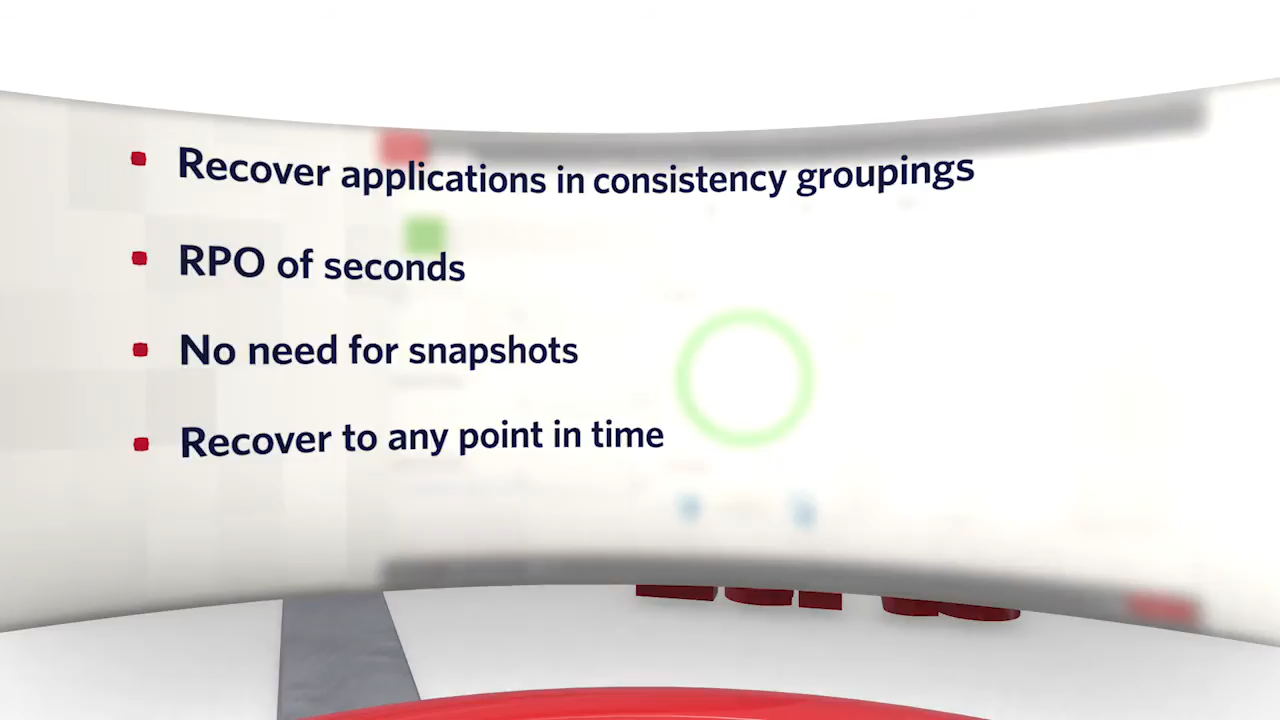 Recover applications in consistency groupings
RPO of seconds
No need for snapshots
Recover to any point in time